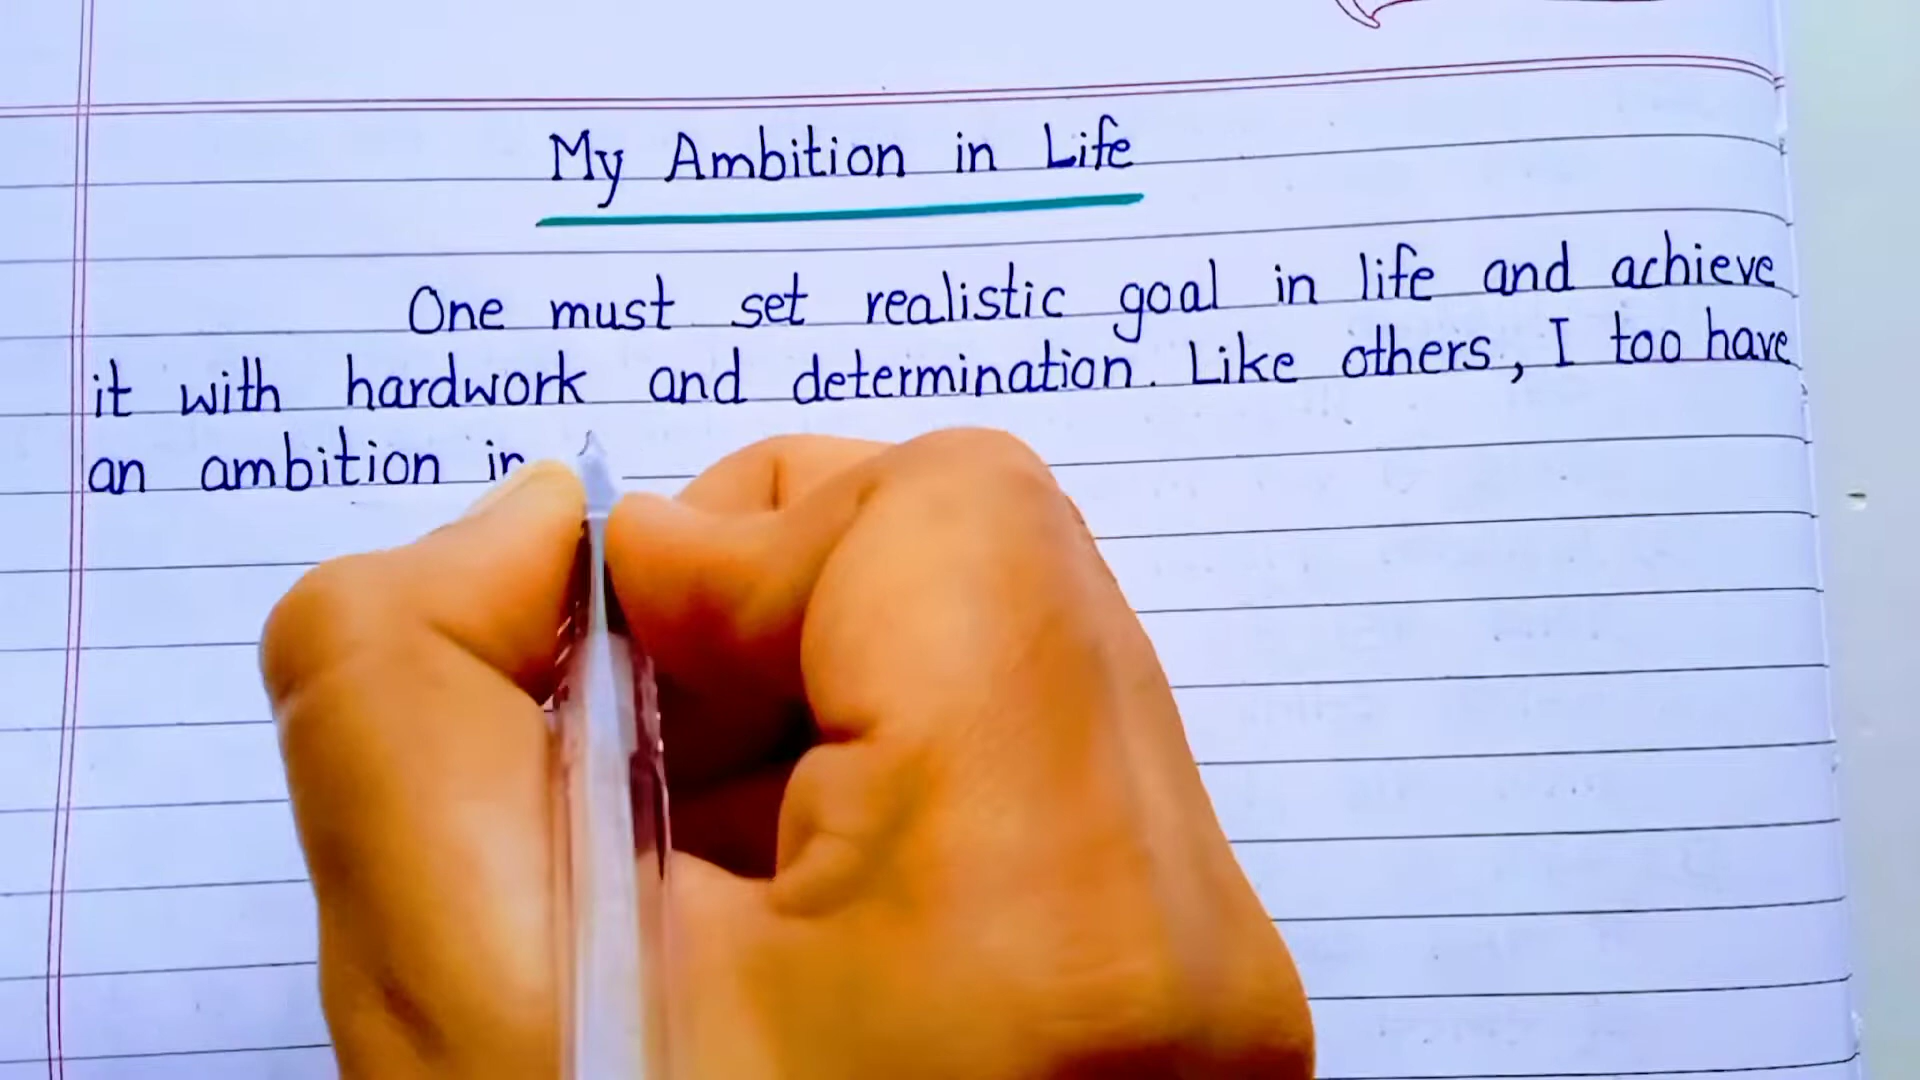 My Ambition in Life
One must set realistic goal in life and achieve
it with hardwork and determination. Like others, I too have
an ambition in